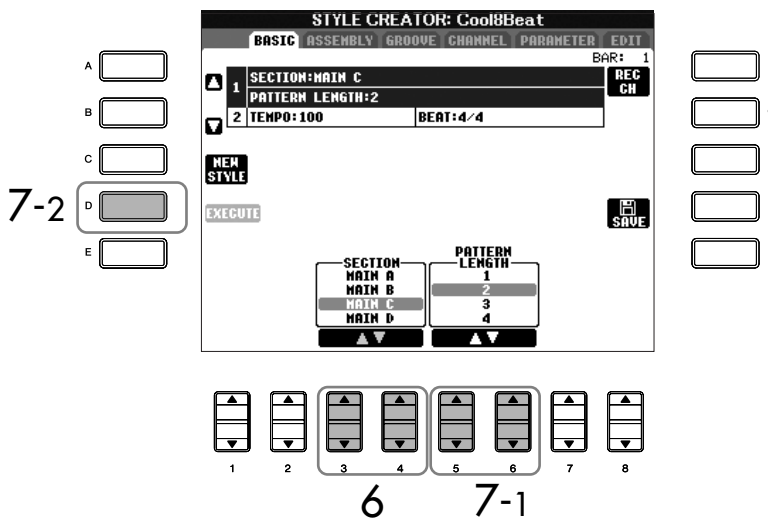 STYLE CREATOR: Cool8Beat
BASIC ASSEMBLY GROOVE CHANNEL PARAMETER EDIT
BAR: 1
A
1 SECTION:MAIN C
REC CH
PATTERN LENGTH:2
B
2 TEMPO:100 BEAT:4/4
C
NEW STYLE
7-2
D
EXECUTE
SAVE
E
SECTION
PATTERN LENGTH
MAIN A 1
MAIN B 2
MAIN C 3
MAIN D 4
1 2 3 4 5 6 7 8
6 7-1